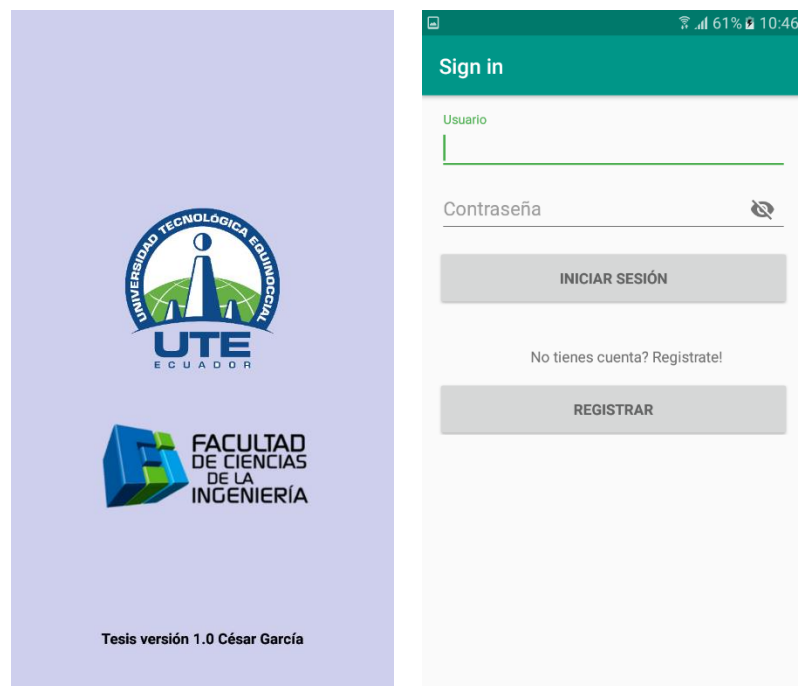 UNIVERSIDAD TECNOLÓGICA EQUINOCCIAL
UTE
ECUADOR
FACULTAD
DE CIENCIAS
DE LA
INGENIERÍA
Tesis versión 1.0 César García
61% 10:46
Sign in
Usuario
Contraseña
INICIAR SESIÓN
No tienes cuenta? Registrate!
REGISTRAR